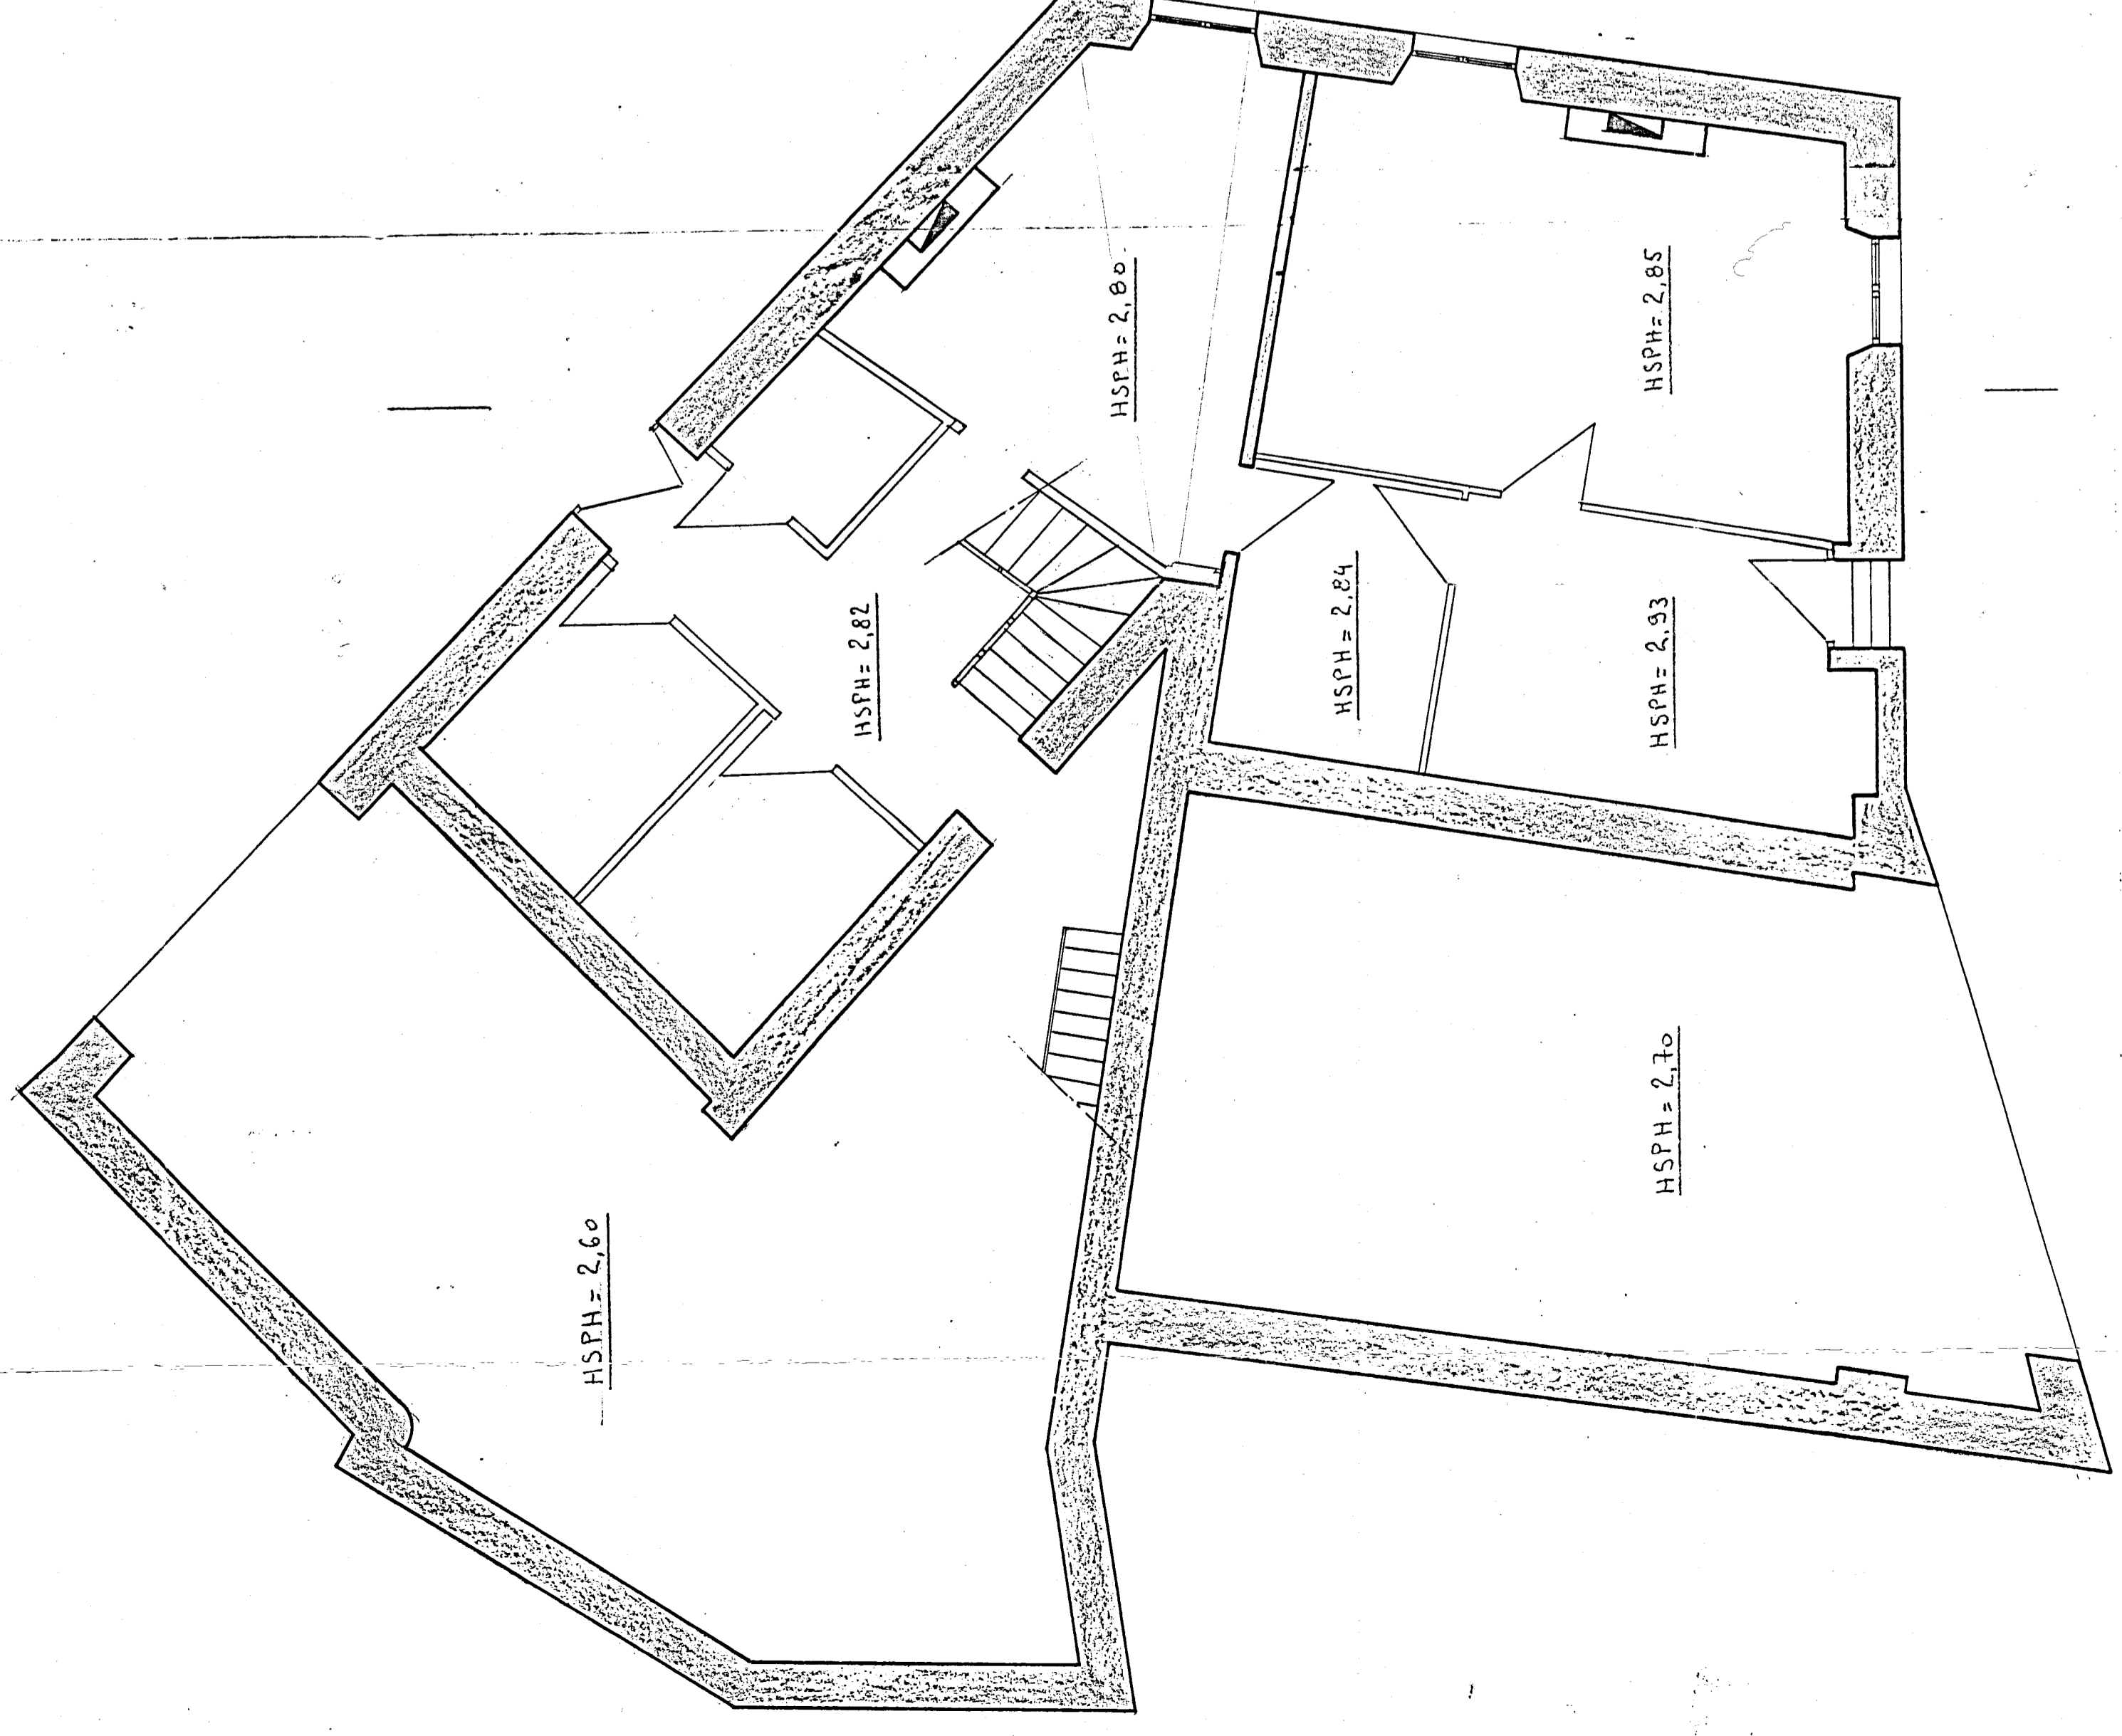 HSPH = 2,80
HSPH = 2,85
HSPH = 2,82
HSPH = 2,84
HSPH = 2,93
HSPH = 2,70
HSPH = 2,60